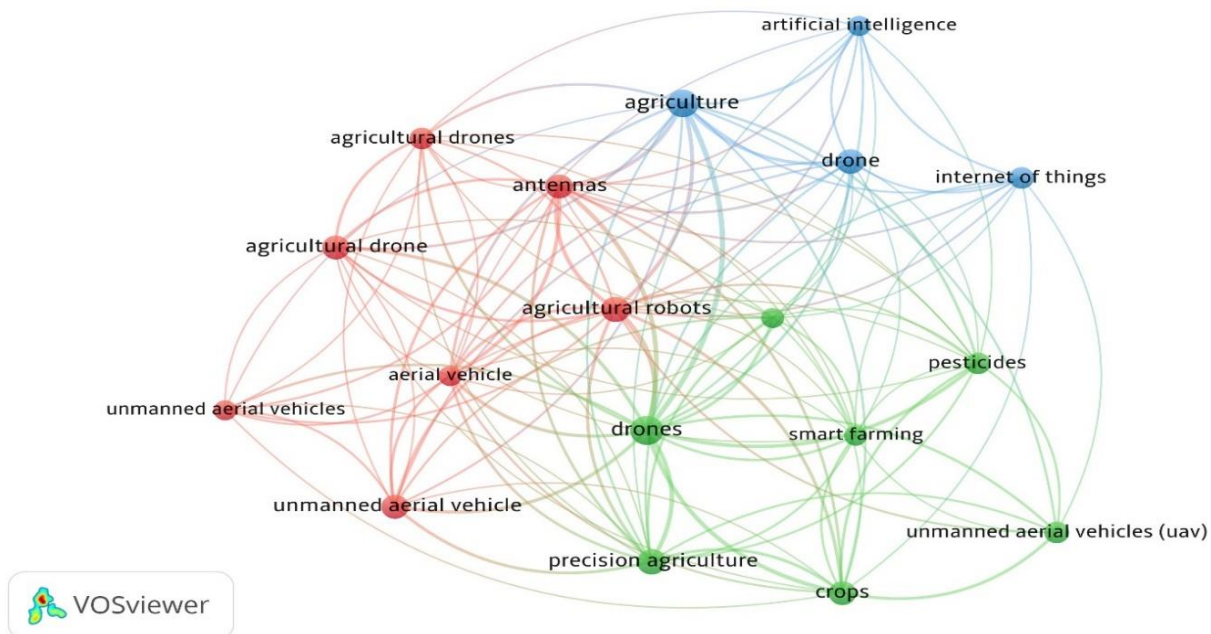 artificial intelligence
agriculture
agricultural drones
drone
internet of things
antennas
agricultural drone
agricultural robots
pesticides
aerial vehicle
unmanned aerial vehicles
drones
smart farming
unmanned aerial vehicle
unmanned aerial vehicles (uav)
precision agriculture
crops
VOSviewer